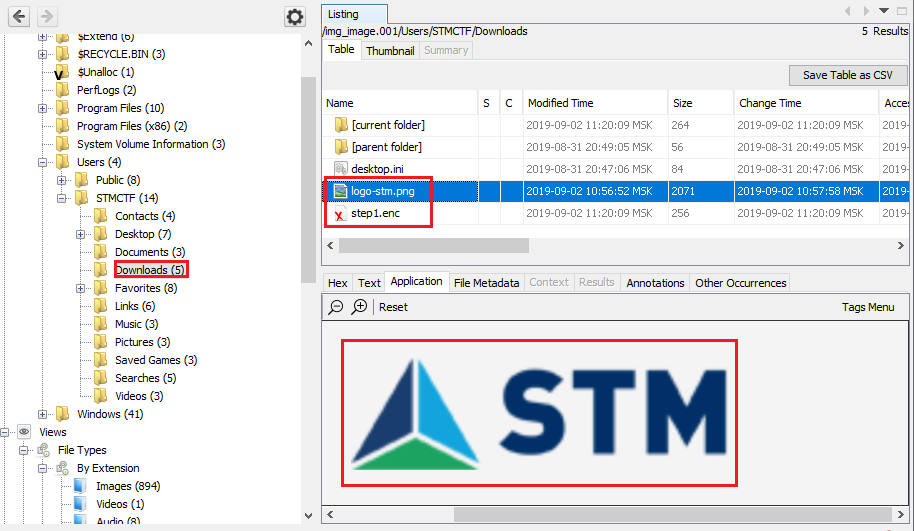 $Extend (6)
$RECYCLE.BIN (3)
$Unalloc (1)
PerfLogs (2)
Program Files (10)
Program Files (x86) (2)
System Volume Information (3)
Users (4)
Public (8)
STMCTF (14)
Contacts (4)
Desktop (7)
Documents (3)
Downloads (5)
Favorites (8)
Links (6)
Music (3)
Pictures (3)
Saved Games (3)
Searches (5)
Videos (3)
Windows (41)
Views
File Types
By Extension
Images (894)
Videos (1)
Audio (8)
Listing
/img_image.001/Users/STMCTF/Downloads 5 Results
Table Thumbnail Summary
Save Table as CSV
Name S C Modified Time Size Change Time Acce
[current folder] 2019-09-02 11:20:09 MSK 264 2019-09-02 11:20:09 MSK 2019-
[parent folder] 2019-08-31 20:49:05 MSK 56 2019-08-31 20:49:05 MSK 2019-
desktop.ini 2019-08-31 20:47:06 MSK 84 2019-08-31 20:47:06 MSK 2019-
logo-stm.png 2019-09-02 10:56:52 MSK 2071 2019-09-02 10:57:58 MSK 2019-
step1.enc 2019-09-02 11:20:09 MSK 256 2019-09-02 11:20:09 MSK 2019-
Hex Text Application File Metadata Context Results Annotations Other Occurrences
Reset Tags Menu
STM